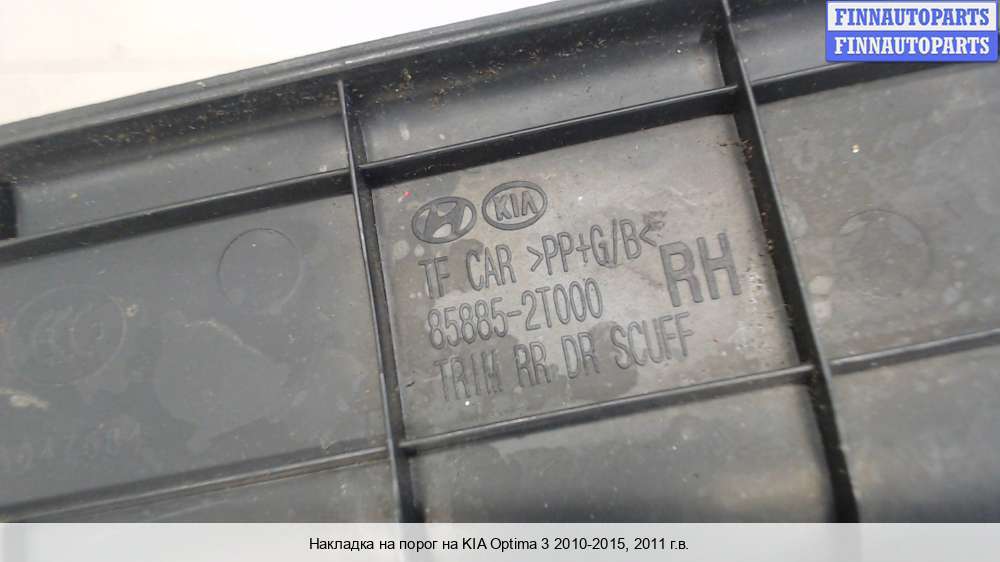 FINNAUTOPARTS
FINNAUTOPARTS
KIA
TF CAR >PP+G/B<
85885-2T000
RH
TRIM RR DR SCUFF
Накладка на порог на KIA Optima 3 2010-2015, 2011 г.в.